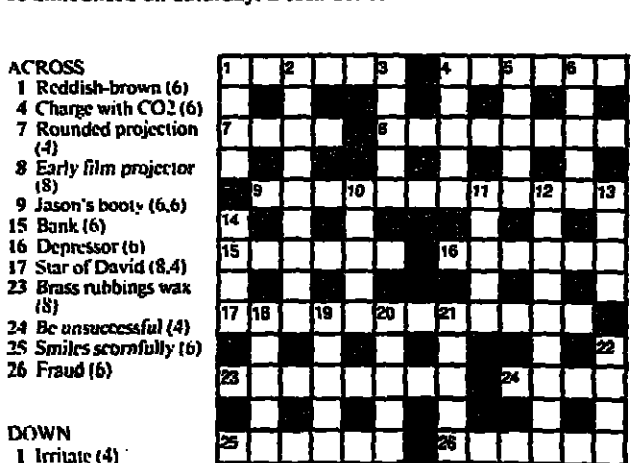 ACROSS
1 Reddish-brown (6)
4 Charge with CO2 (6)
7 Rounded projection
(4)
8 Early film projector
(8)
9 Jason's booty (6,6)
15 Bank (6)
16 Depressor (6)
17 Star of David (8,4)
23 Brass rubbings wax
(8)
24 Be unsuccessful (4)
25 Smiles scornfully (6)
26 Fraud (6)
DOWN
1 Irritate (4)
1 2 3 4 5 6
7 8
9 10 11 12 13
14
15 16
17 18 19 20 21
22
23 24
25 26